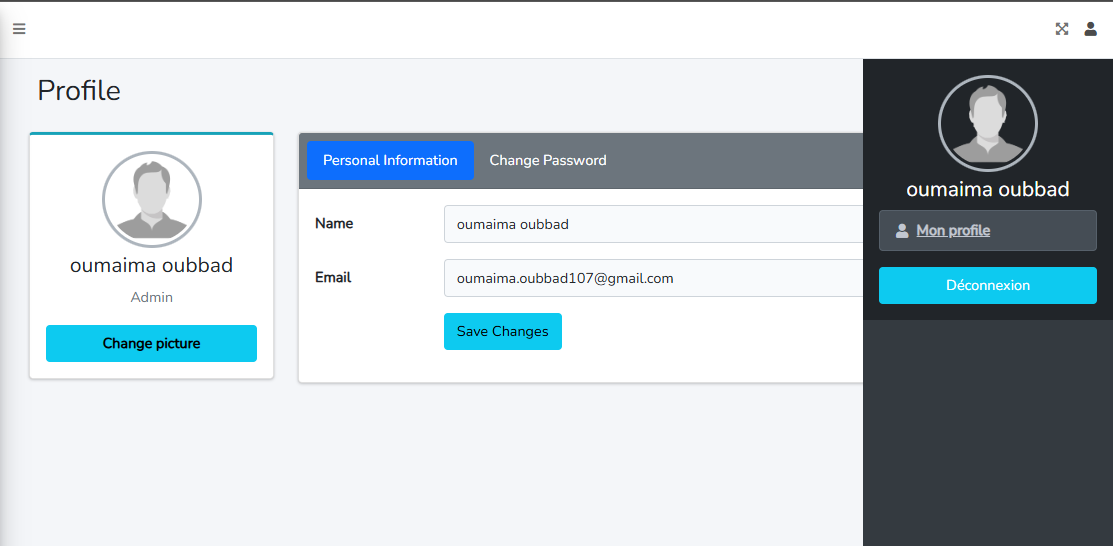 Profile
oumaima oubbad
Admin
Change picture
Personal Information Change Password
Name oumaima oubbad
Email oumaima.oubbad107@gmail.com
Save Changes
oumaima oubbad
Mon profile
Déconnexion